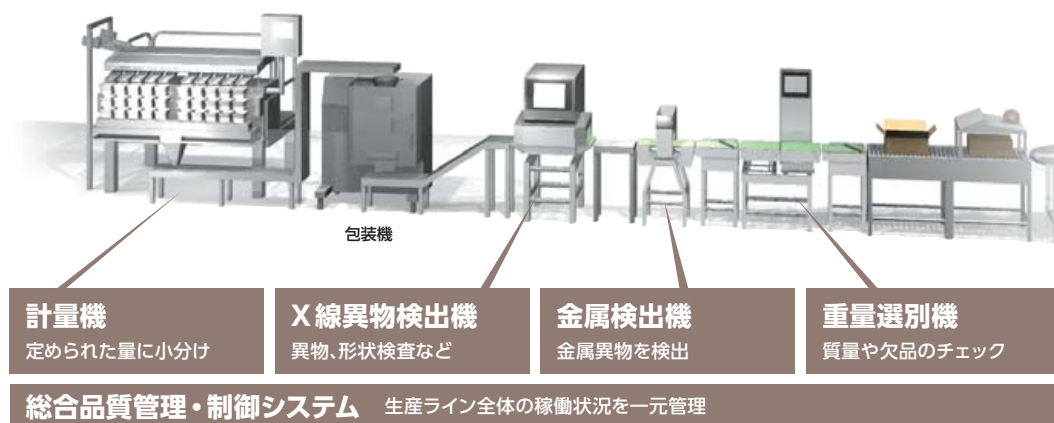 包装機
計量機
定められた量に小分け
X線異物検出機
異物、形状検査など
金属検出機
金属異物を検出
重量選別機
質量や欠品のチェック
総合品質管理・制御システム 生産ライン全体の稼働状況を一元管理